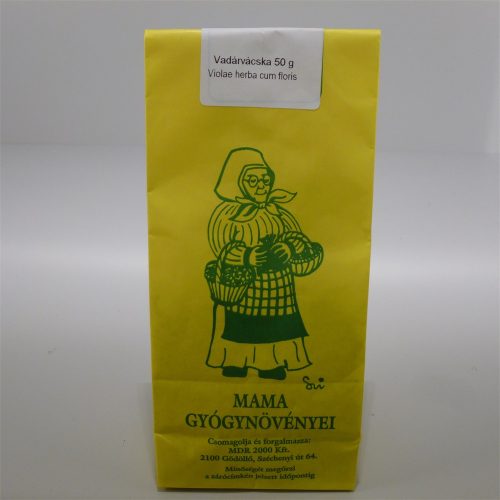 Vadárvácska 50 g
Violae herba cum floris
MAMA
GYÓGYNÖVÉNYEI
Csomagolja és forgalmazza:
MDR 2000 Kft.
2100 Gödöllő, Széchenyi út 64.
Minőségét megőrzi
a zárócímkén jelzett időpontig